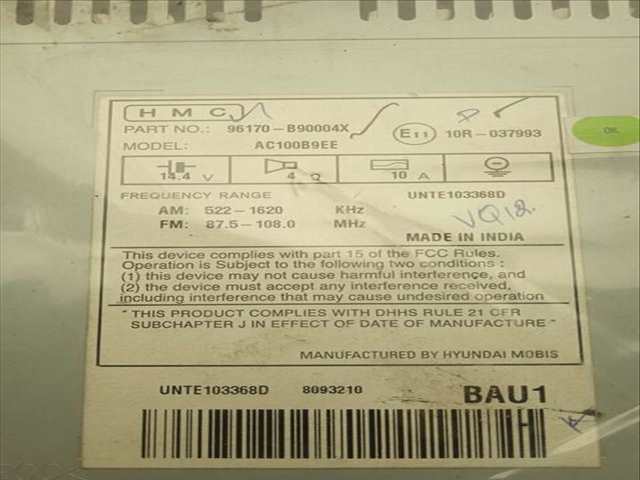 HMC
PART NO.: 96170-B90004X
E11 10R-037993
OK
MODEL: AC100B9EE
14.4 V 4 Ω 10 A
FREQUENCY RANGE UNTE103368D
AM: 522-1620 KHz
FM: 87.5-108.0 MHz
VQ12
MADE IN INDIA
This device complies with part 15 of the FCC Rules.
Operation is Subject to the following two conditions :
(1) this device may not cause harmful interference, and
(2) the device must accept any interference received,
including interference that may cause undesired operation
" THIS PRODUCT COMPLIES WITH DHHS RULE 21 CFR
SUBCHAPTER J IN EFFECT OF DATE OF MANUFACTURE "
MANUFACTURED BY HYUNDAI MOBIS
UNTE103368D 8093210 BAU1